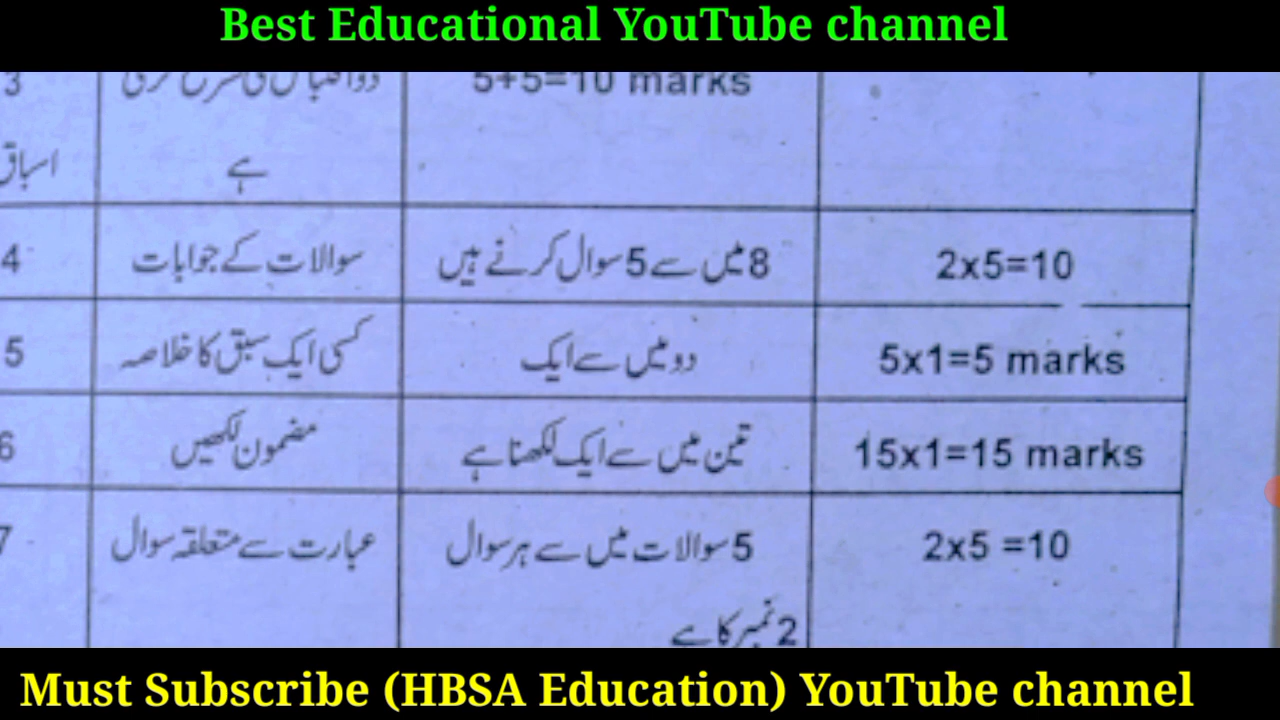 Best Educational YouTube channel
3
5+5=10 marks
اسباق
ہے
4
سوالات کے جوابات
8 میں سے 5 سوال کرنے ہیں
2x5=10
5
کسی ایک سبق کا خلاصہ
دو میں سے ایک
5x1=5 marks
6
مضمون لکھیں
تین میں سے ایک لکھنا ہے
15x1=15 marks
7
عبارت سے متعلقہ سوال
5 سوالات میں سے ہر سوال
2x5 =10
2 نمبر کا ہے
Must Subscribe (HBSA Education) YouTube channel